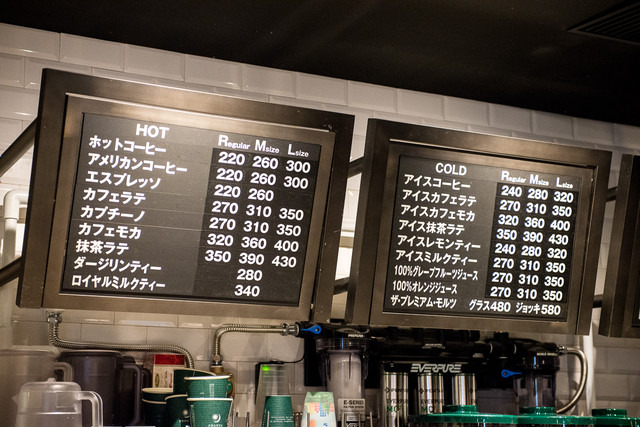 HOT Regular Msize Lsize
ホットコーヒー 220 260 300
アメリカンコーヒー 220 260 300
エスプレッソ 220 260
カフェラテ 270 310 350
カプチーノ 270 310 350
カフェモカ 320 360 400
抹茶ラテ 350 390 430
ダージリンティー 280
ロイヤルミルクティー 340
COLD Regular Msize Lsize
アイスコーヒー 240 280 320
アイスカフェラテ 270 310 350
アイスカフェモカ 320 360 400
アイス抹茶ラテ 350 390 430
アイスレモンティー 240 280 320
アイスミルクティー 270 310 350
100%グレープフルーツジュース 270 310 350
100%オレンジジュース 270 310 350
ザ・プレミアム・モルツ グラス480 ジョッキ580
EVERPURE
E-SERIES